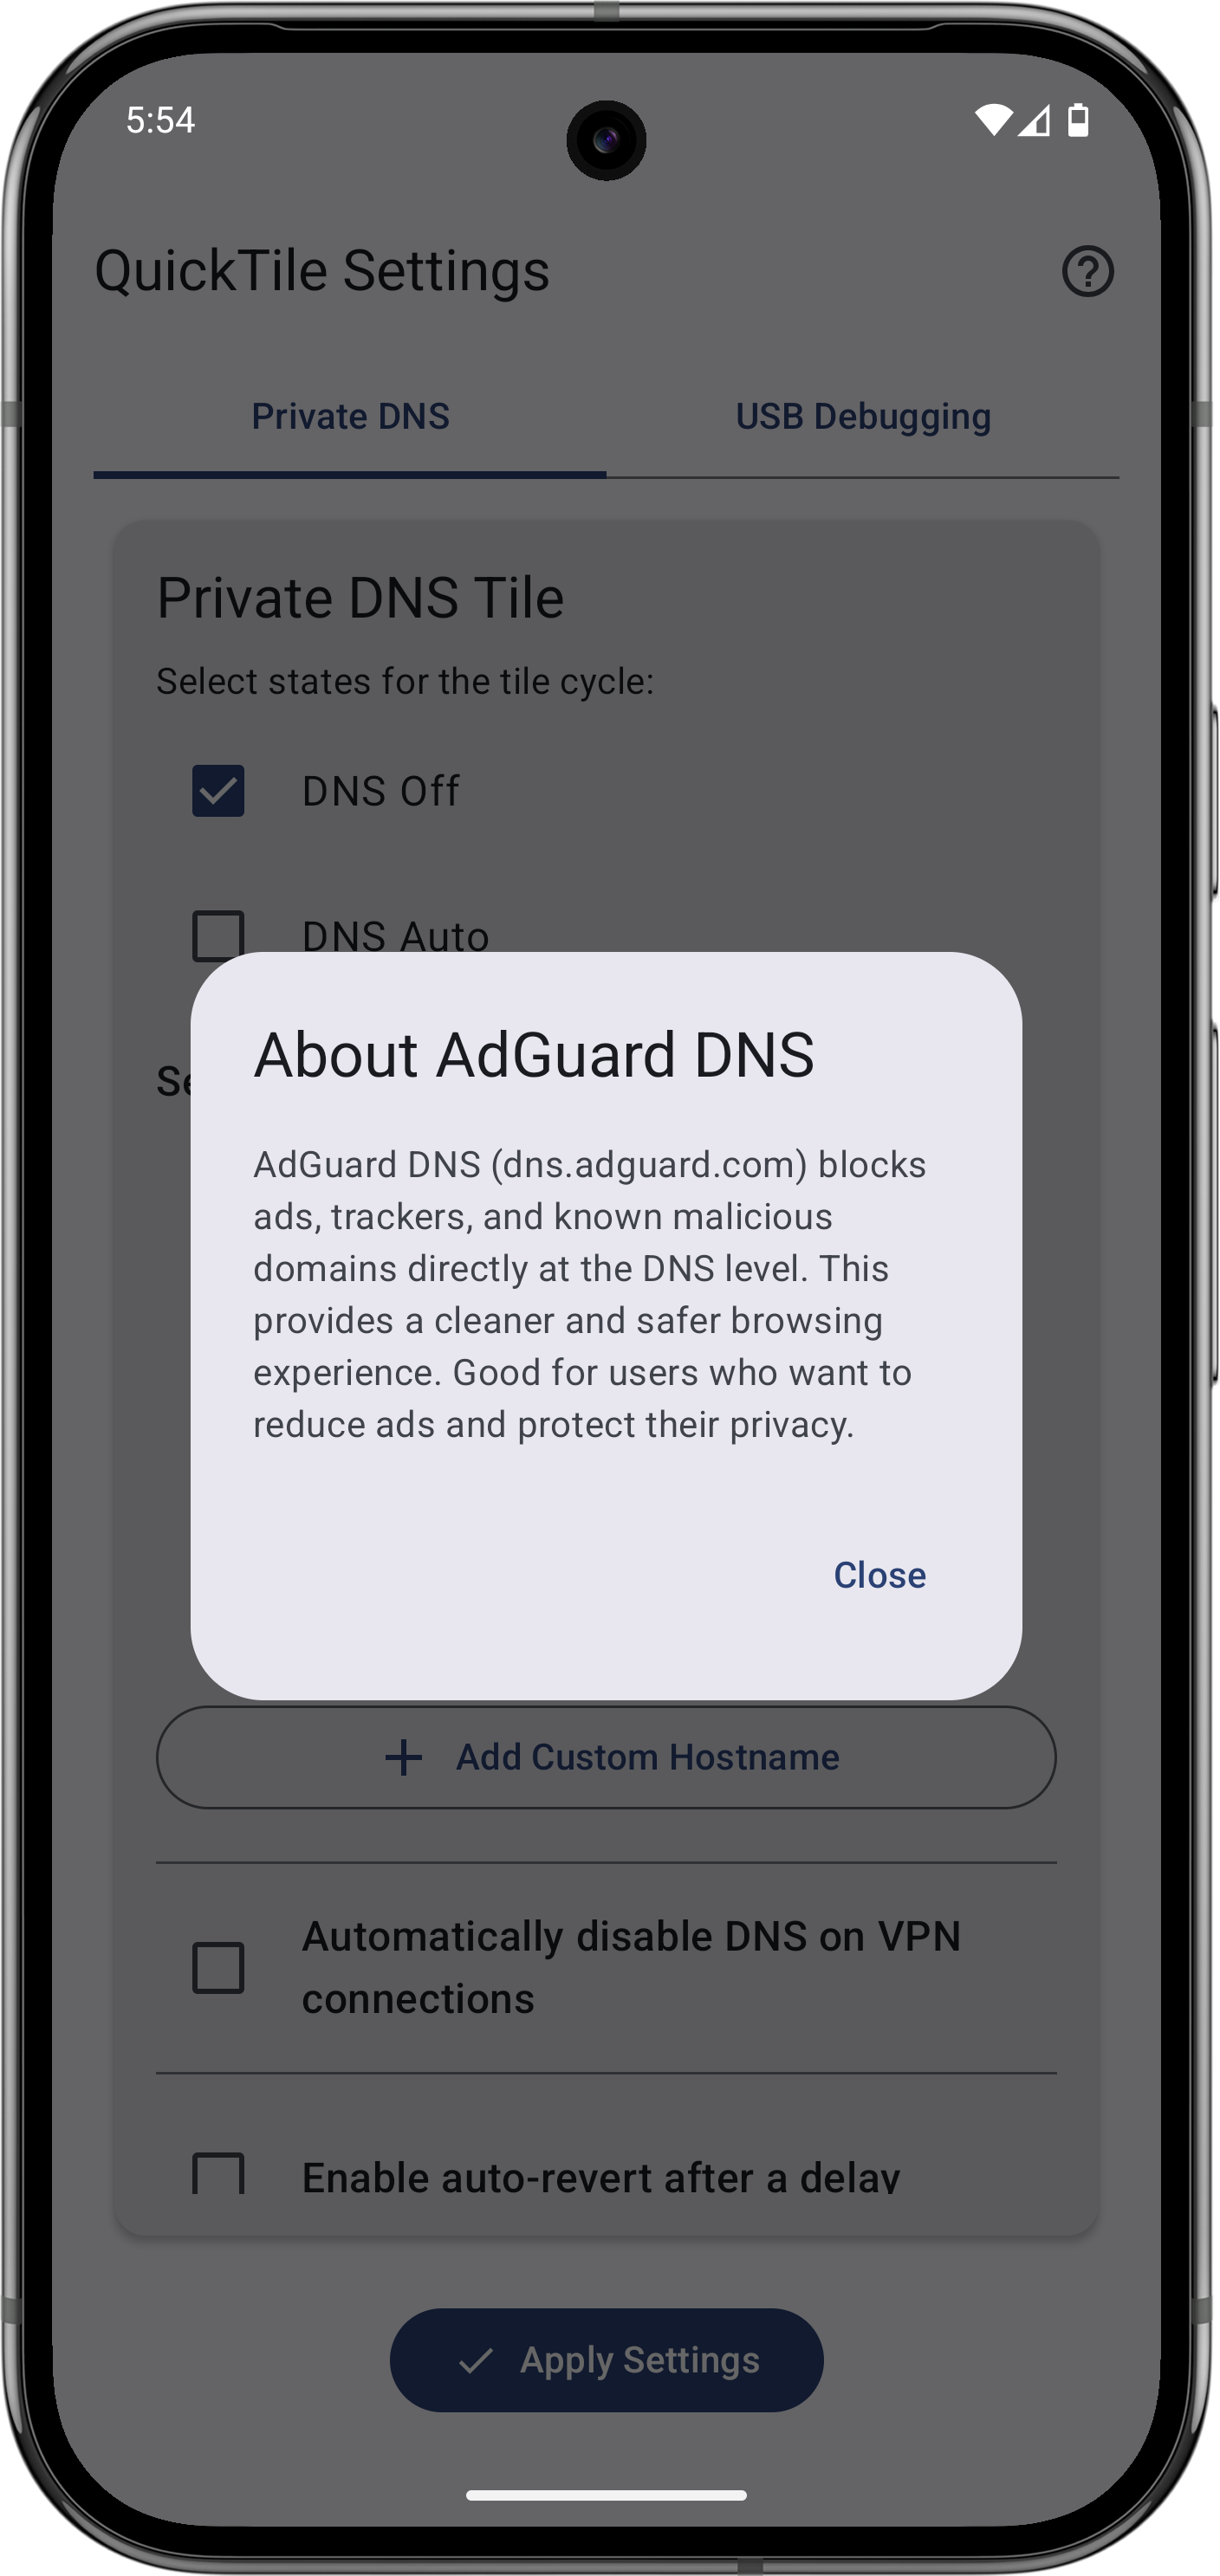 5:54
QuickTile Settings
Private DNS
USB Debugging
Private DNS Tile
Select states for the tile cycle:
DNS Off
DNS Auto
About AdGuard DNS
AdGuard DNS (dns.adguard.com) blocks
ads, trackers, and known malicious
domains directly at the DNS level. This
provides a cleaner and safer browsing
experience. Good for users who want to
reduce ads and protect their privacy.
Close
Add Custom Hostname
Automatically disable DNS on VPN
connections
Enable auto-revert after a delay
Apply Settings